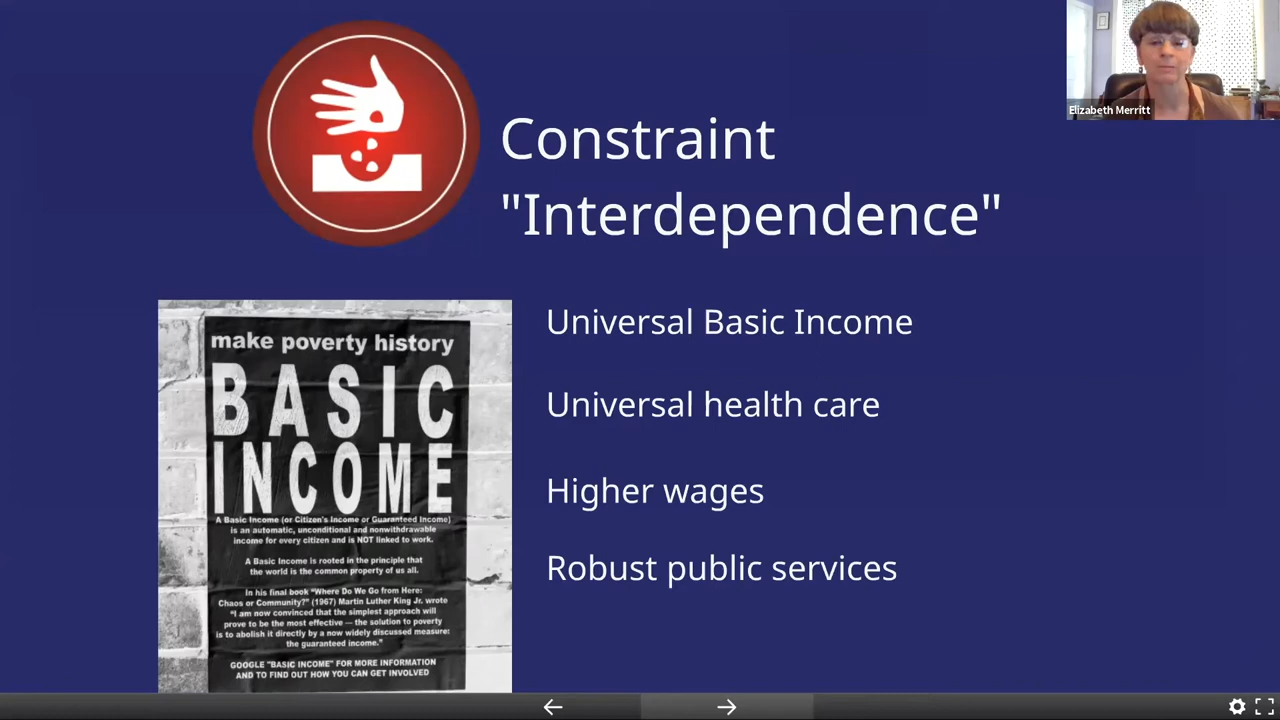 Elizabeth Merritt
Constraint
"Interdependence"
make poverty history
BASIC
INCOME
A Basic Income (or Citizen's Income or Guaranteed Income)
is an automatic, unconditional and nonwithdrawable
income for every citizen and is NOT linked to work.
A Basic Income is rooted in the principle that
the world is the common property of us all.
In his final book “Where Do We Go from Here:
Chaos or Community?” (1967) Martin Luther King Jr. wrote
“I am now convinced that the simplest approach will
prove to be the most effective — the solution to poverty
is to abolish it directly by a now widely discussed measure:
the guaranteed income.”
GOOGLE "BASIC INCOME" FOR MORE INFORMATION
AND TO FIND OUT HOW YOU CAN GET INVOLVED
Universal Basic Income
Universal health care
Higher wages
Robust public services